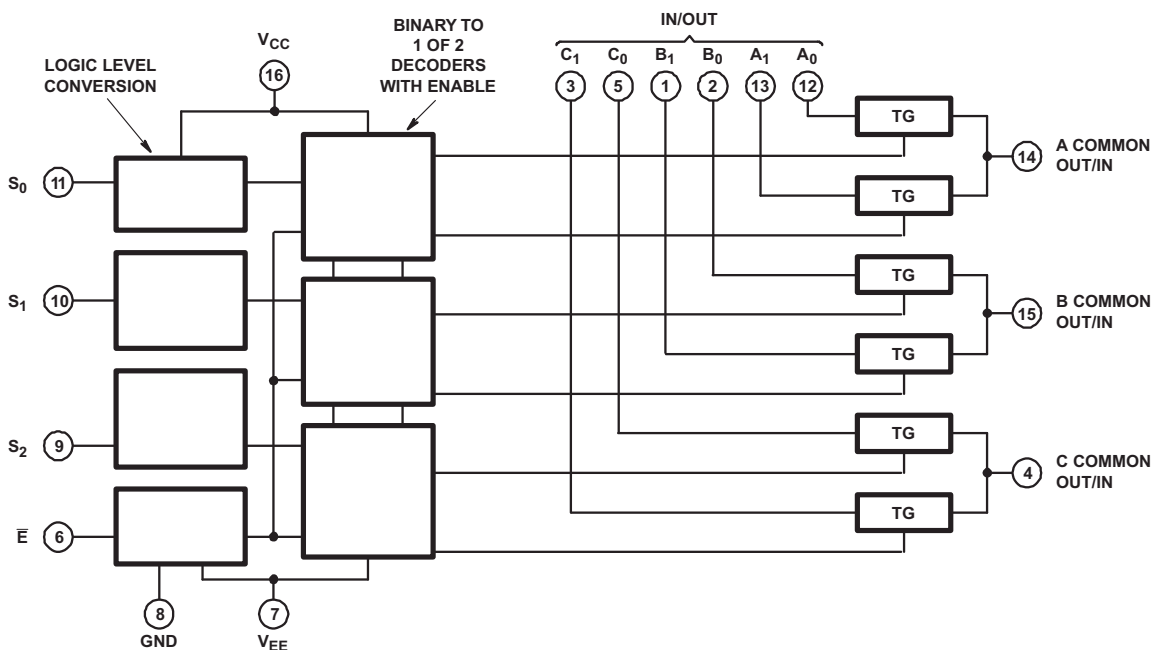 IN/OUT
V_CC
16
LOGIC LEVEL
CONVERSION
BINARY TO
1 OF 2
DECODERS
WITH ENABLE
C₁ C₀ B₁ B₀ A₁ A₀
3 5 1 2 13 12
TG
TG
14
A COMMON
OUT/IN
S₀ 11
S₁ 10
TG
TG
15
B COMMON
OUT/IN
S₂ 9
TG
TG
4
C COMMON
OUT/IN
E̅ 6
8
GND
7
V_EE